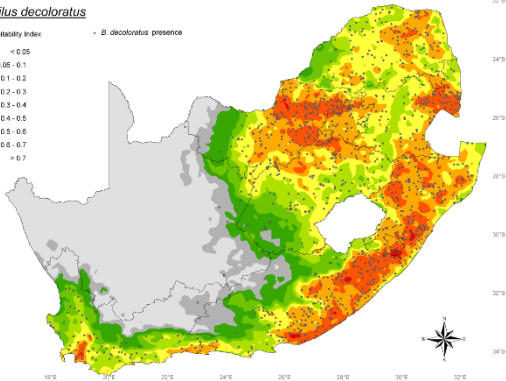 ilus decoloratus
itability Index
B. decoloratus presence
< 0.05
.05 - 0.1
0.1 - 0.2
0.2 - 0.3
0.3 - 0.4
0.4 - 0.5
0.5 - 0.6
0.6 - 0.7
> 0.7
22°S
24°S
26°S
28°S
30°S
32°S
34°S
N
W
E
S
18°E
20°E
22°E
24°E
26°E
28°E
30°E
32°E